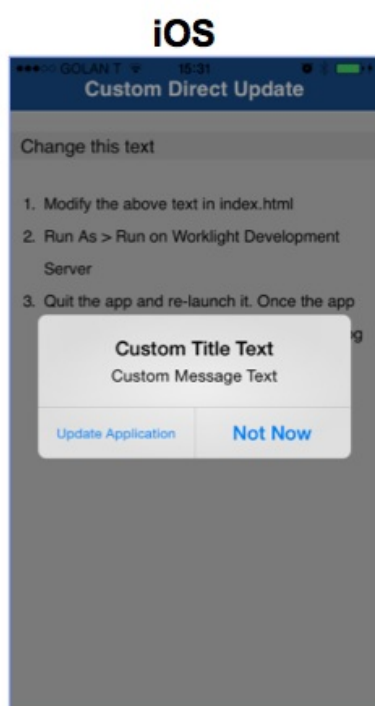 iOS
GOLAN T 15:31
Custom Direct Update
Change this text
1. Modify the above text in index.html
2. Run As > Run on Worklight Development
Server
3. Quit the app and re-launch it. Once the app
Custom Title Text
Custom Message Text
Update Application
Not Now